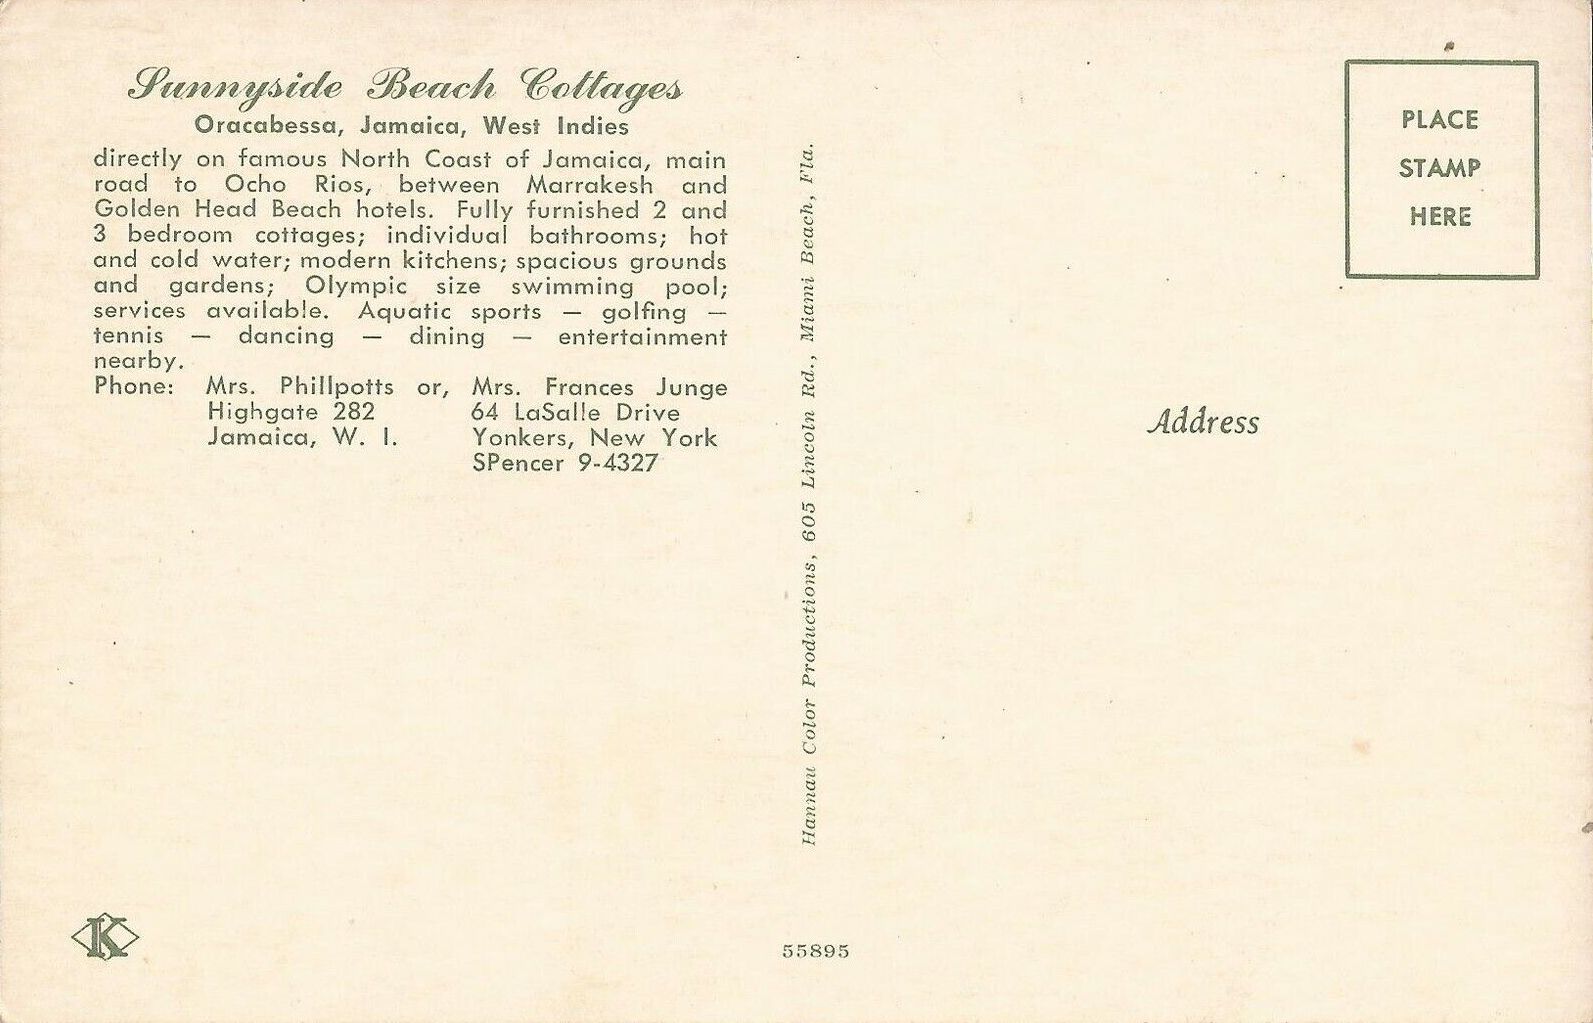 Sunnyside Beach Cottages
Oracabessa, Jamaica, West Indies
directly on famous North Coast of Jamaica, main
road to Ocho Rios, between Marrakesh and
Golden Head Beach hotels. Fully furnished 2 and
3 bedroom cottages; individual bathrooms; hot
and cold water; modern kitchens; spacious grounds
and gardens; Olympic size swimming pool;
services available. Aquatic sports — golfing —
tennis — dancing — dining — entertainment
nearby.
Phone: Mrs. Phillpotts or, Mrs. Frances Junge
Highgate 282 64 LaSalle Drive
Jamaica, W. I. Yonkers, New York
SPencer 9-4327
K
Hannau Color Productions, 605 Lincoln Rd., Miami Beach, Fla.
55895
PLACE
STAMP
HERE
Address